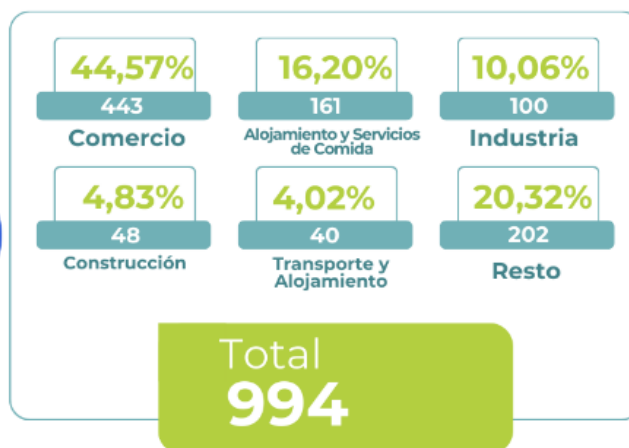 44,57%
443
Comercio
16,20%
161
Alojamiento y Servicios
de Comida
10,06%
100
Industria
4,83%
48
Construcción
4,02%
40
Transporte y
Alojamiento
20,32%
202
Resto
Total
994